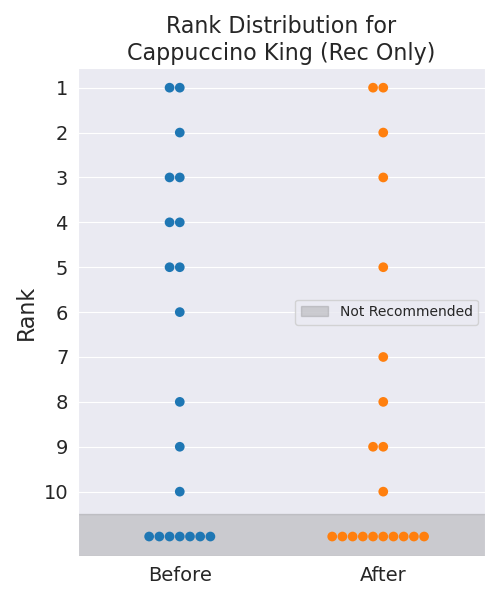 Rank Distribution for
Cappuccino King (Rec Only)
1
2
3
4
5
6
7
8
9
10
Rank
Not Recommended
Before
After